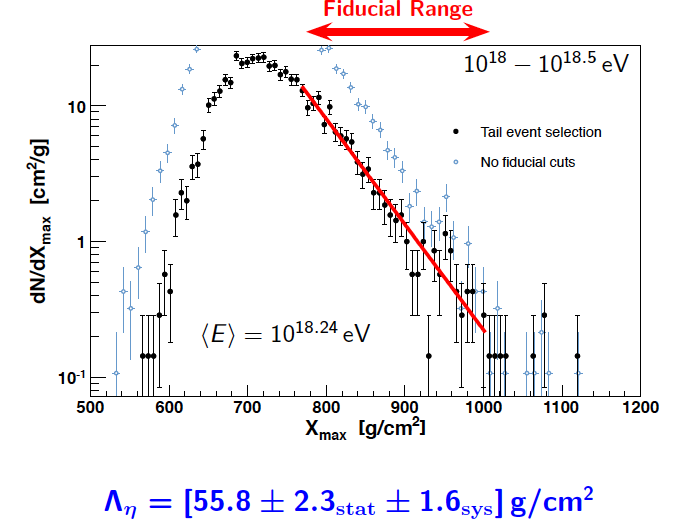 Fiducial Range
10^18 − 10^18.5 eV
10
1
10^-1
dN/dX_max [cm²/g]
Tail event selection
No fiducial cuts
⟨E⟩ = 10^18.24 eV
500 600 700 800 900 1000 1100 1200
X_max [g/cm²]
Λ_η = [55.8 ± 2.3_stat ± 1.6_sys] g/cm²